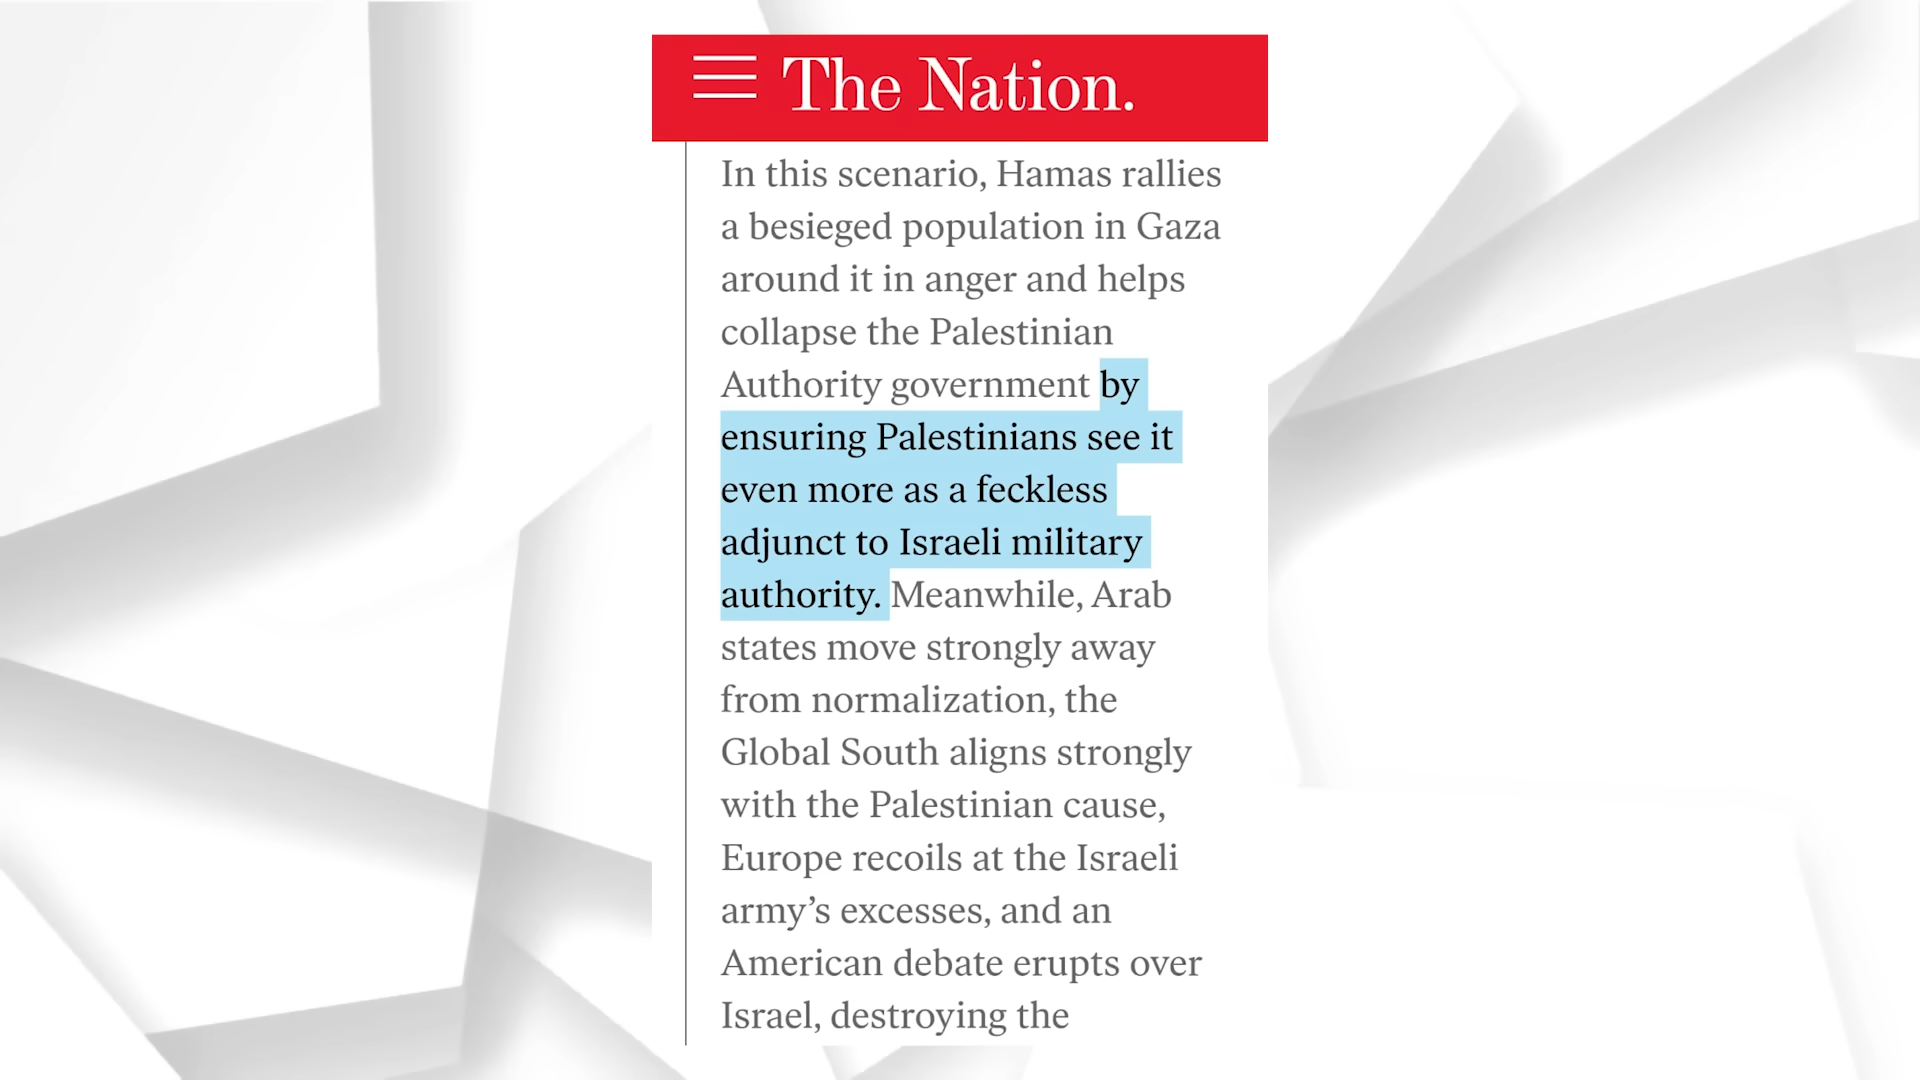 The Nation.
In this scenario, Hamas rallies
a besieged population in Gaza
around it in anger and helps
collapse the Palestinian
Authority government by
ensuring Palestinians see it
even more as a feckless
adjunct to Israeli military
authority. Meanwhile, Arab
states move strongly away
from normalization, the
Global South aligns strongly
with the Palestinian cause,
Europe recoils at the Israeli
army’s excesses, and an
American debate erupts over
Israel, destroying the